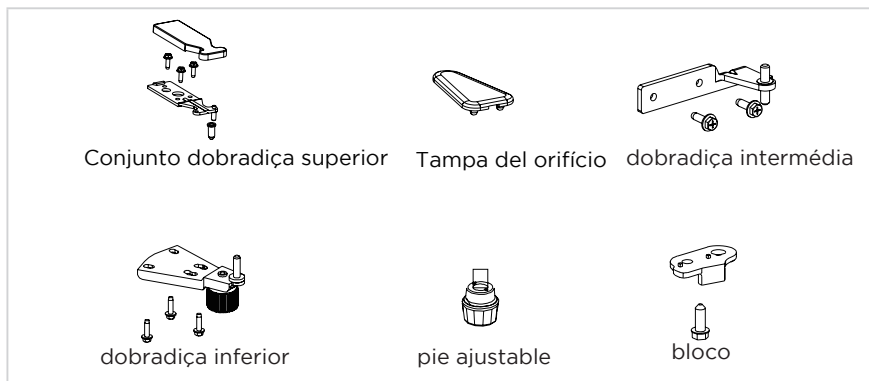 Conjunto dobradiça superior
Tampa del orifício
dobradiça intermédia
dobradiça inferior
pie ajustable
bloco